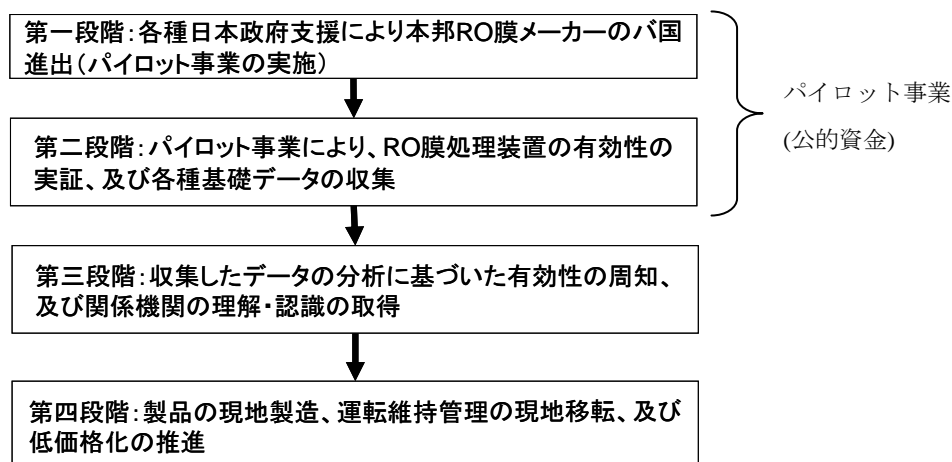 第一段階：各種日本政府支援により本邦RO膜メーカーのバ国
進出（パイロット事業の実施）
パイロット事業
(公的資金)
第二段階：パイロット事業により、RO膜処理装置の有効性の
実証、及び各種基礎データの収集
第三段階：収集したデータの分析に基づいた有効性の周知、
及び関係機関の理解・認識の取得
第四段階：製品の現地製造、運転維持管理の現地移転、及び
低価格化の推進